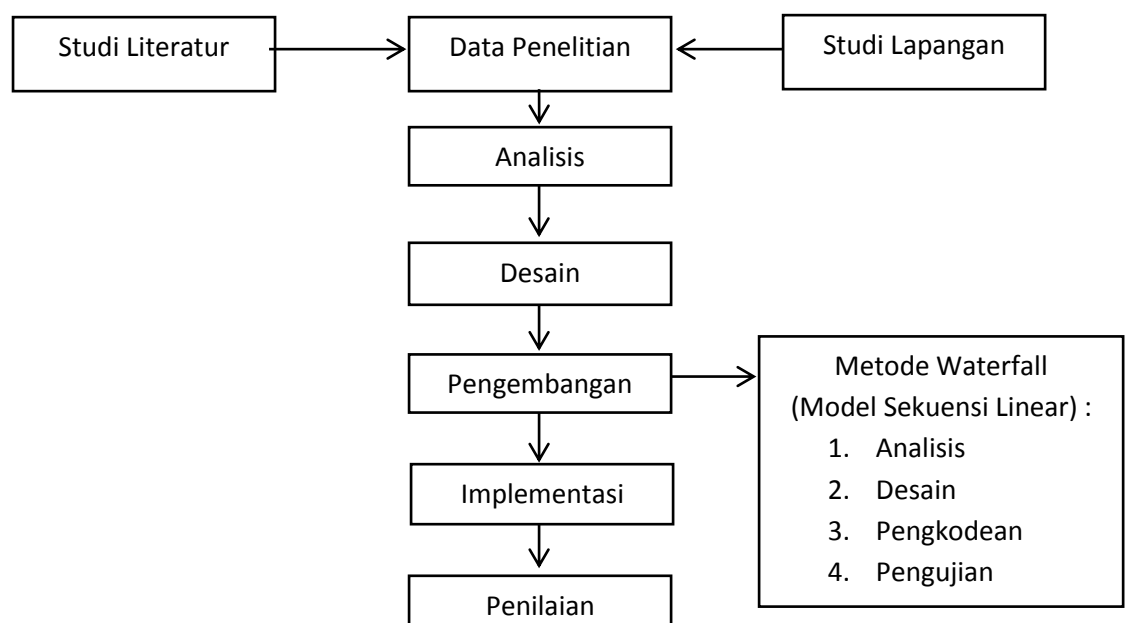 Studi Literatur
Data Penelitian
Studi Lapangan
Analisis
Desain
Pengembangan
Metode Waterfall
(Model Sekuensi Linear) :
1. Analisis
2. Desain
3. Pengkodean
4. Pengujian
Implementasi
Penilaian